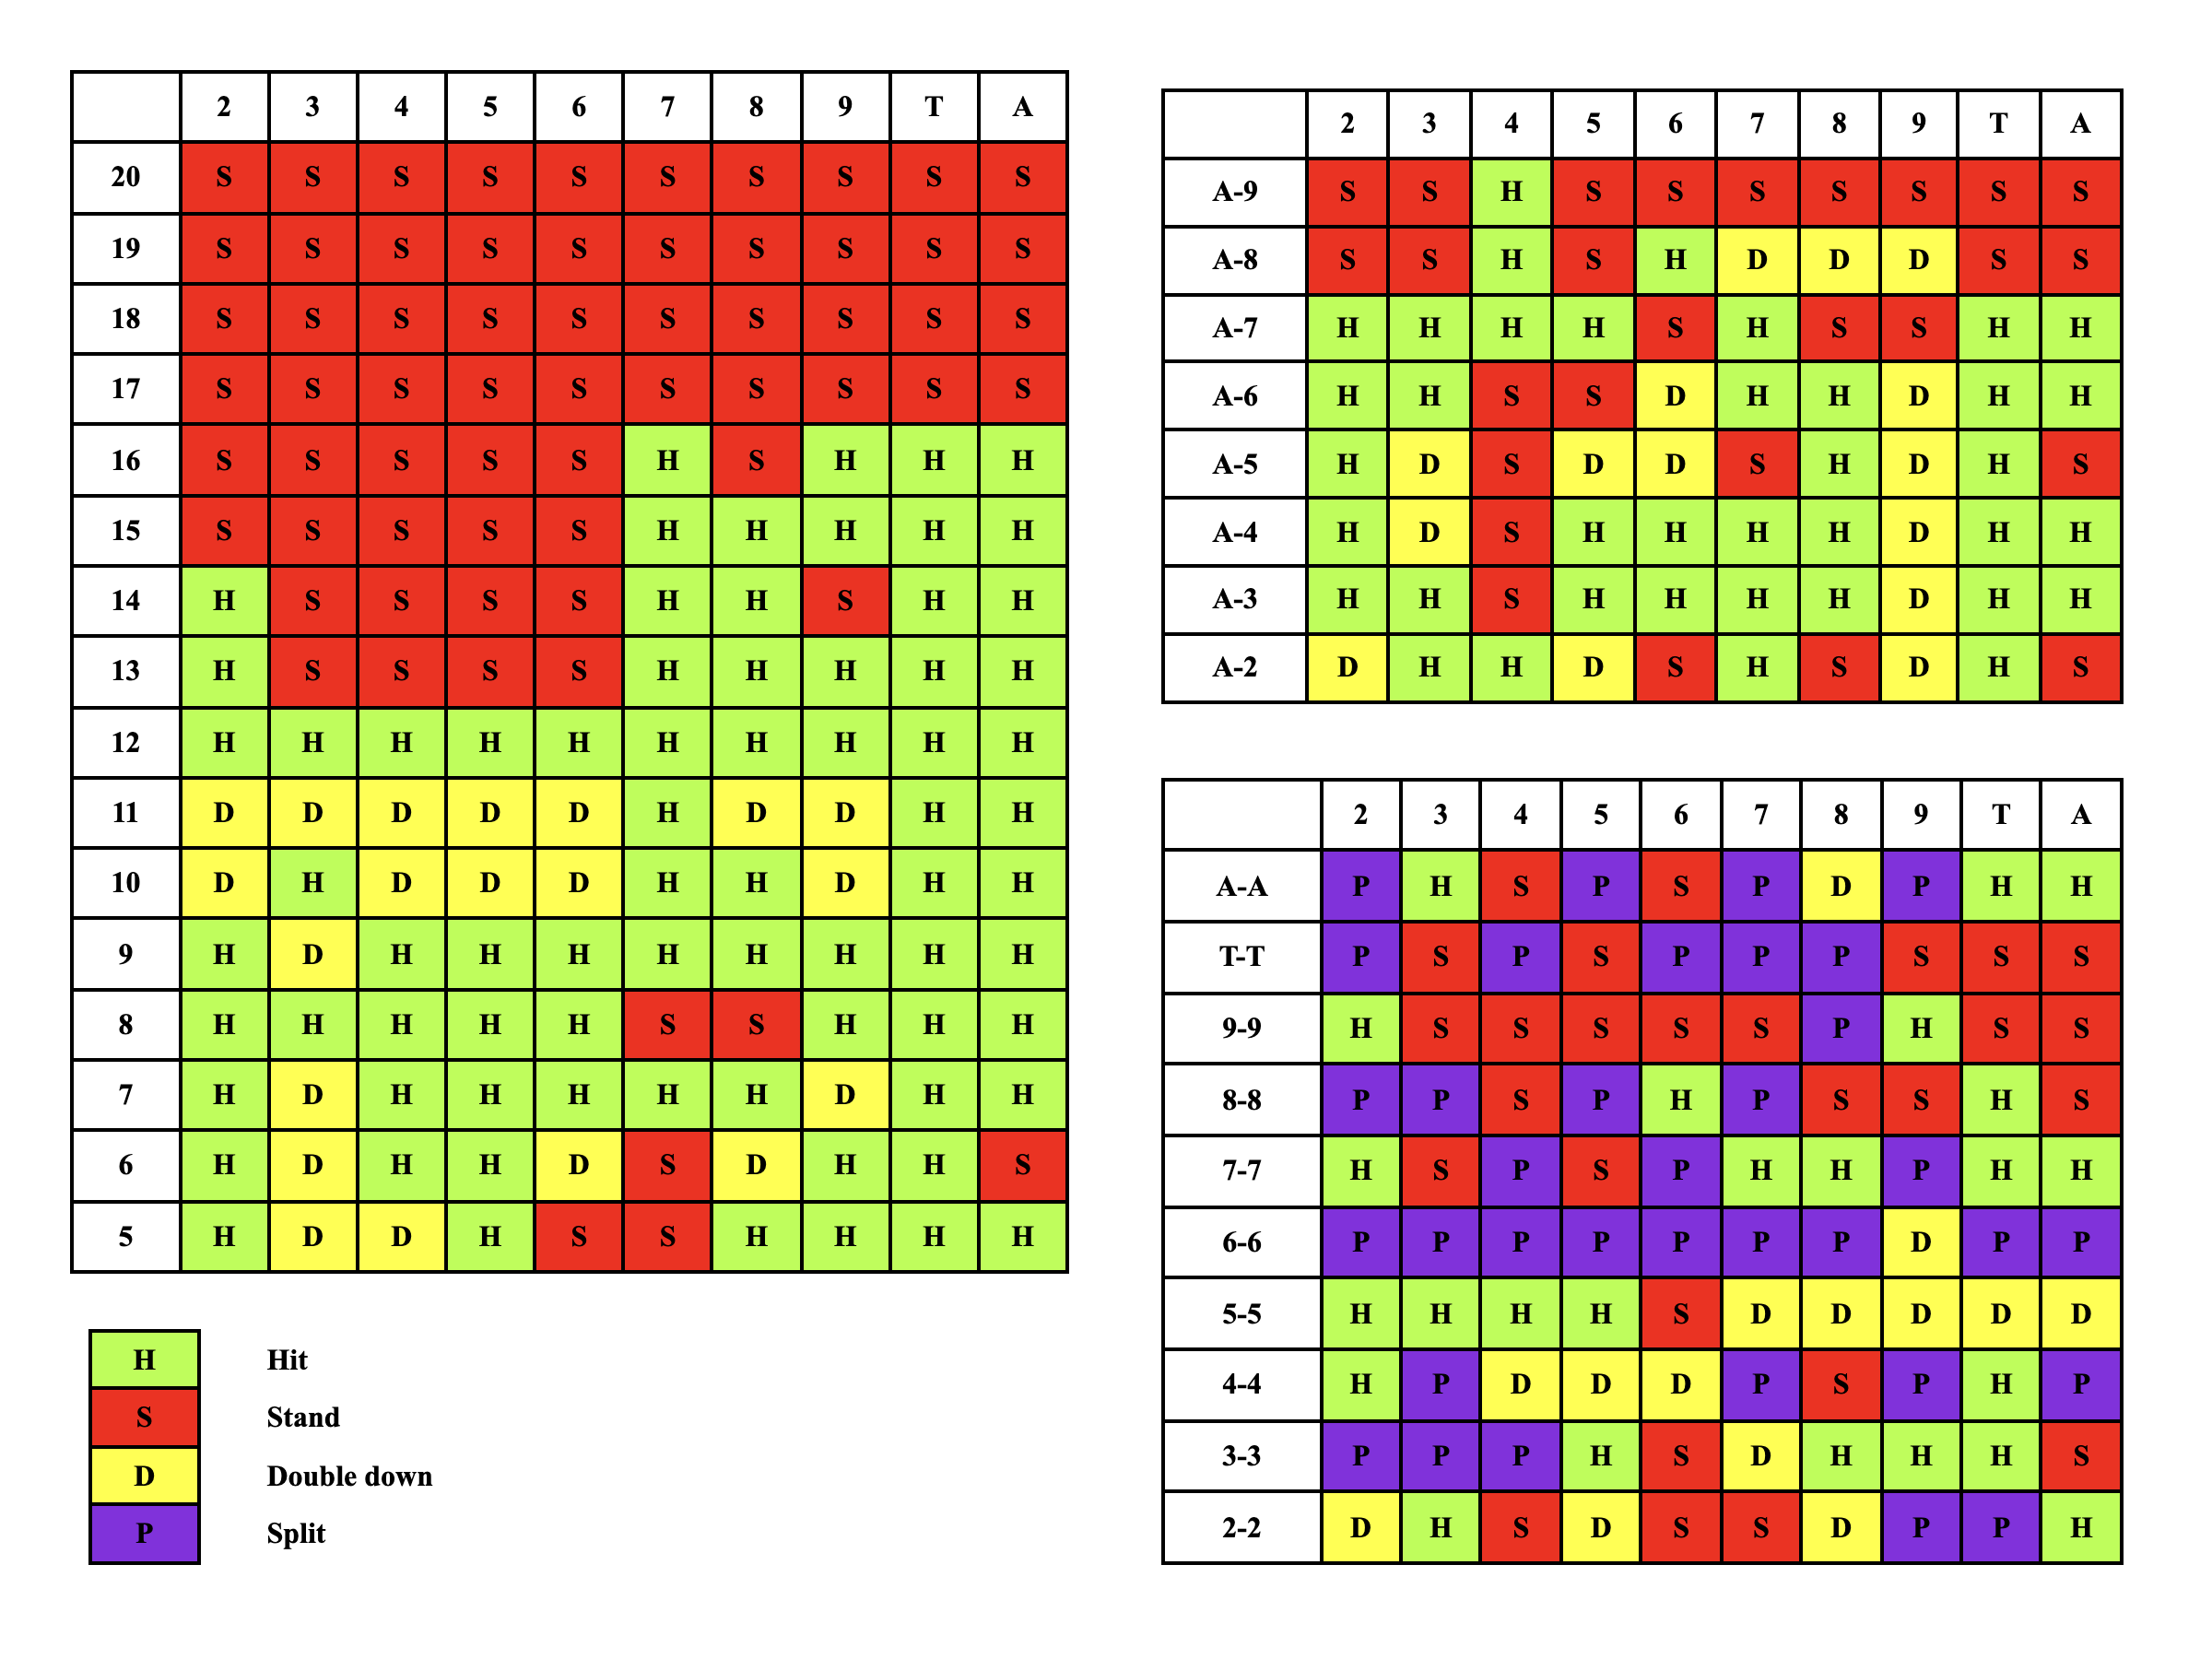 2 3 4 5 6 7 8 9 T A
20 S S S S S S S S S S
19 S S S S S S S S S S
18 S S S S S S S S S S
17 S S S S S S S S S S
16 S S S S S H S H H H
15 S S S S S H H H H H
14 H S S S S H H S H H
13 H S S S S H H H H H
12 H H H H H H H H H H
11 D D D D D H D D H H
10 D H D D D H H D H H
9 H D H H H H H H H H
8 H H H H H S S H H H
7 H D H H H H H D H H
6 H D H H D S D H H S
5 H D D H S S H H H H
H Hit
S Stand
D Double down
P Split
2 3 4 5 6 7 8 9 T A
A-9 S S H S S S S S S S
A-8 S S H S H D D D S S
A-7 H H H H S H S S H H
A-6 H H S S D H H D H H
A-5 H D S D D S H D H S
A-4 H D S H H H H D H H
A-3 H H S H H H H D H H
A-2 D H H D S H S D H S
2 3 4 5 6 7 8 9 T A
A-A P H S P S P D P H H
T-T P S P S P P P S S S
9-9 H S S S S S P H S S
8-8 P P S P H P S S H S
7-7 H S P S P H H P H H
6-6 P P P P P P P D P P
5-5 H H H H S D D D D D
4-4 H P D D D P S P H P
3-3 P P P H S D H H H S
2-2 D H S D S S D P P H